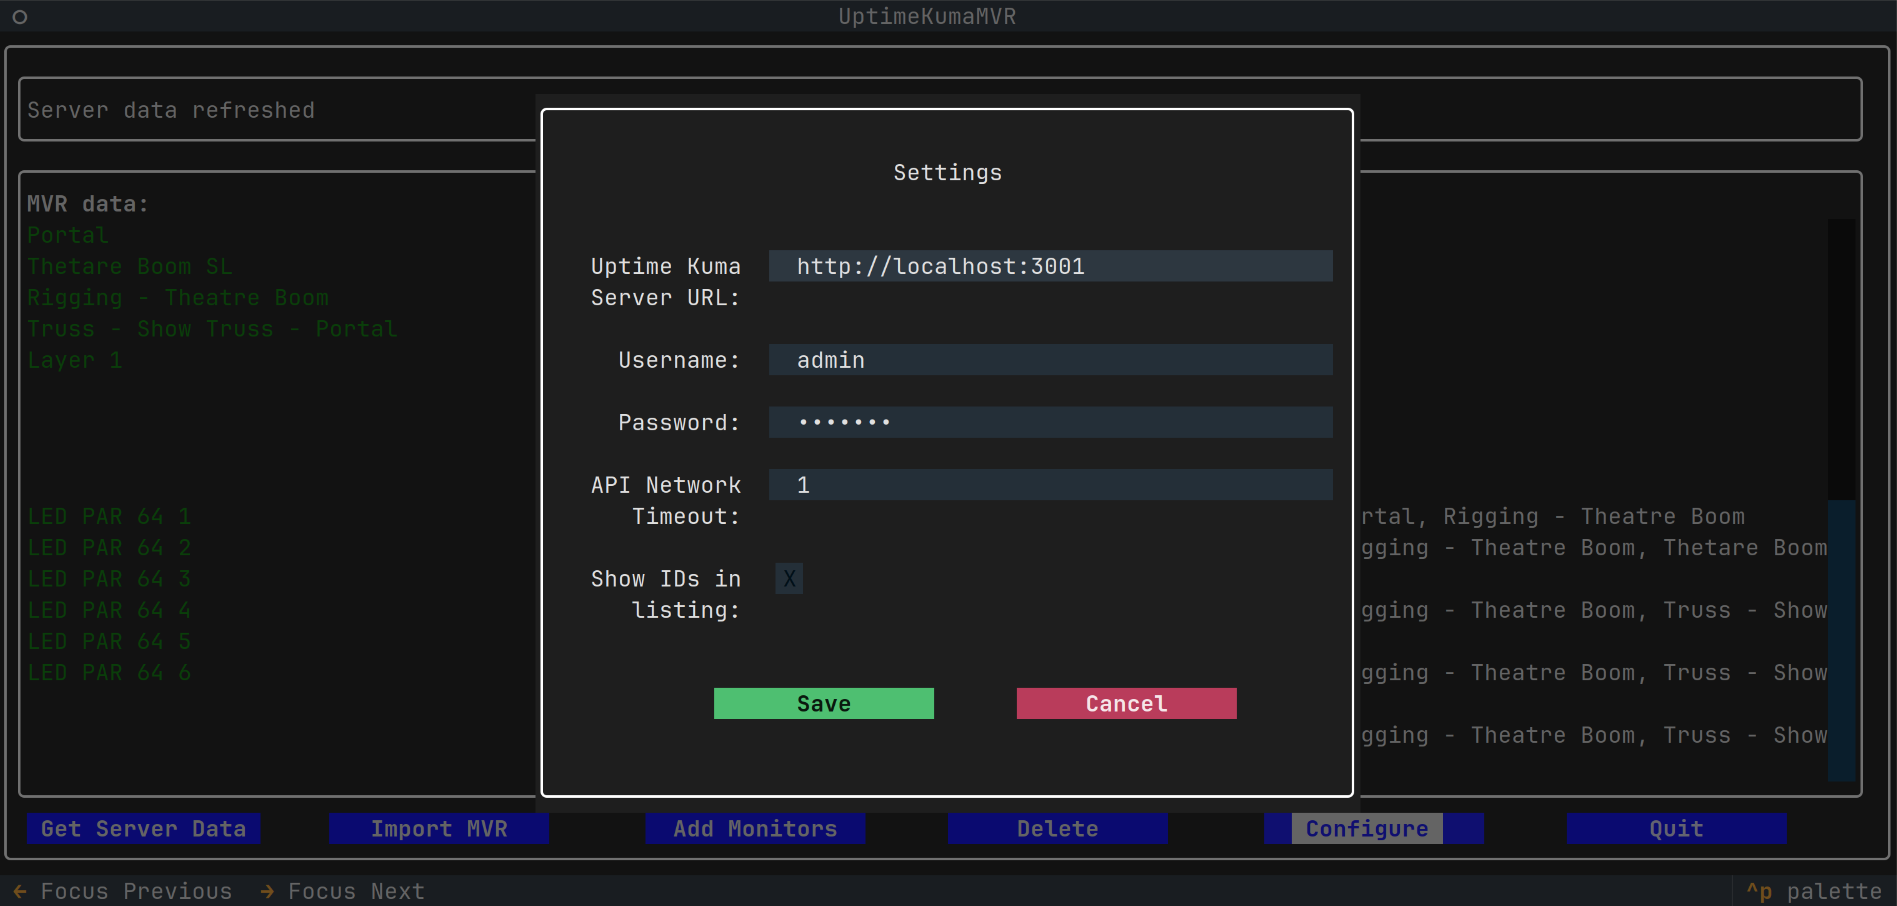 UptimeKumaMVR
Server data refreshed
MVR data:
Portal
Thetare Boom SL
Rigging - Theatre Boom
Truss - Show Truss - Portal
Layer 1
LED PAR 64 1
LED PAR 64 2
LED PAR 64 3
LED PAR 64 4
LED PAR 64 5
LED PAR 64 6
Settings
Uptime Kuma Server URL:
http://localhost:3001
Username:
admin
Password:
•••••••
API Network Timeout:
1
Show IDs in listing:
X
Save
Cancel
rtal, Rigging - Theatre Boom
gging - Theatre Boom, Thetare Boom
gging - Theatre Boom, Truss - Show
gging - Theatre Boom, Truss - Show
gging - Theatre Boom, Truss - Show
Get Server Data
Import MVR
Add Monitors
Delete
Configure
Quit
← Focus Previous → Focus Next
^p palette